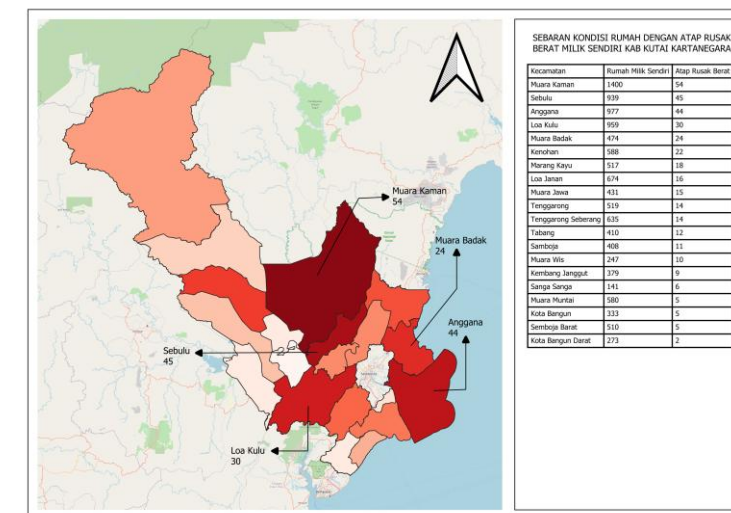 Muara Kaman
54
Muara Badak
24
Anggana
44
Sebulu
45
Loa Kulu
30
SEBARAN KONDISI RUMAH DENGAN ATAP RUSAK
BERAT MILIK SENDIRI KAB KUTAI KARTANEGARA
Kecamatan Rumah Milik Sendiri Atap Rusak Berat
Muara Kaman 1400 54
Sebulu 939 45
Anggana 977 44
Loa Kulu 959 30
Muara Badak 474 24
Kenohan 588 22
Marang Kayu 517 18
Loa Janan 674 16
Muara Jawa 431 15
Tenggarong 519 14
Tenggarong Seberang 635 14
Tabang 410 12
Samboja 408 11
Muara Wis 247 10
Kembang Janggut 379 9
Sanga Sanga 141 6
Muara Muntai 580 5
Kota Bangun 333 5
Semboja Barat 510 5
Kota Bangun Darat 273 2